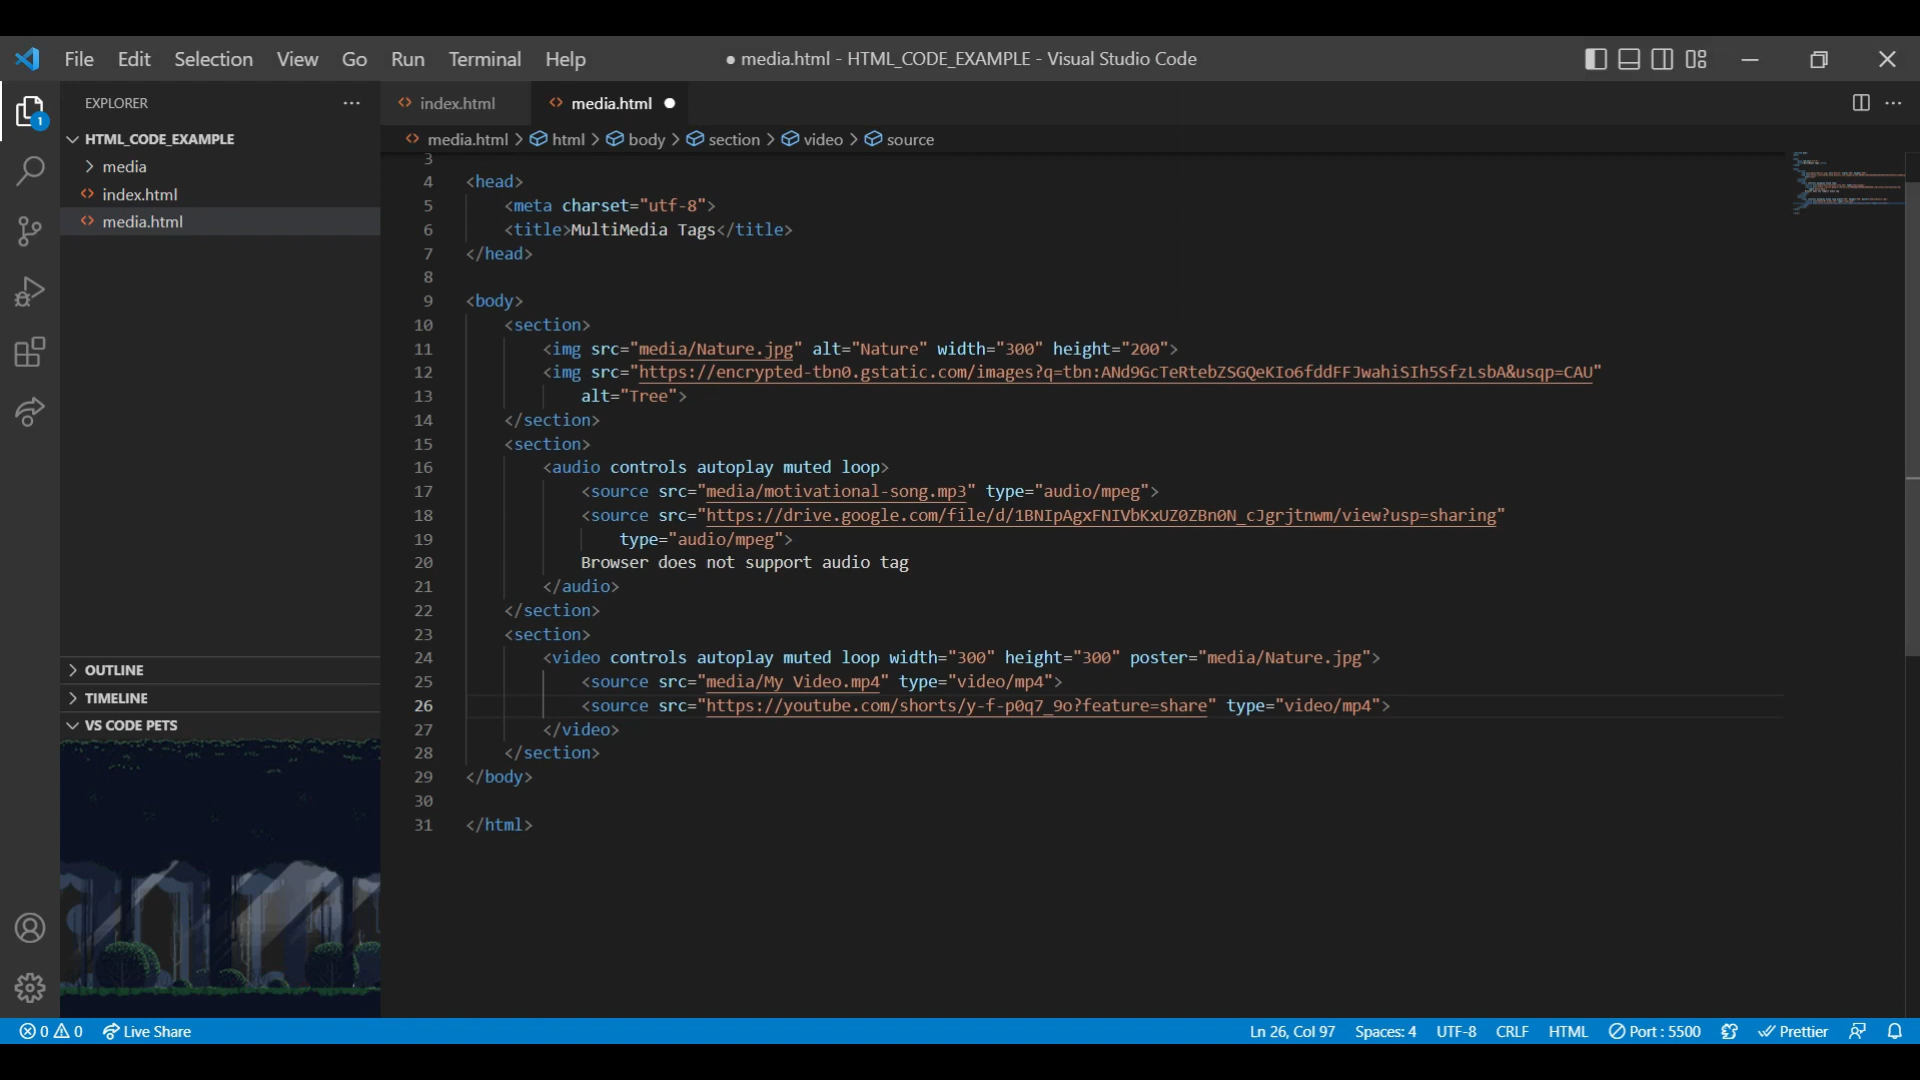 File Edit Selection View Go Run Terminal Help
● media.html - HTML_CODE_EXAMPLE - Visual Studio Code
EXPLORER ···
1
HTML_CODE_EXAMPLE
media
index.html
media.html
OUTLINE
TIMELINE
VS CODE PETS
index.html media.html ●
media.html > html > body > section > video > source
3
4 <head>
5 <meta charset="utf-8">
6 <title>MultiMedia Tags</title>
7 </head>
8
9 <body>
10 <section>
11 <img src="media/Nature.jpg" alt="Nature" width="300" height="200">
12 <img src="https://encrypted-tbn0.gstatic.com/images?q=tbn:ANd9GcTeRtebZSGQeKIo6fddFFJwahiSIh5SfzLsbA&usqp=CAU"
13 alt="Tree">
14 </section>
15 <section>
16 <audio controls autoplay muted loop>
17 <source src="media/motivational-song.mp3" type="audio/mpeg">
18 <source src="https://drive.google.com/file/d/1BNIpAgxFNIVbKxUZ0ZBn0N_cJgrjtnwm/view?usp=sharing"
19 type="audio/mpeg">
20 Browser does not support audio tag
21 </audio>
22 </section>
23 <section>
24 <video controls autoplay muted loop width="300" height="300" poster="media/Nature.jpg">
25 <source src="media/My Video.mp4" type="video/mp4">
26 <source src="https://youtube.com/shorts/y-f-p0q7_9o?feature=share" type="video/mp4">
27 </video>
28 </section>
29 </body>
30
31 </html>
0 0 Live Share
Ln 26, Col 97 Spaces: 4 UTF-8 CRLF HTML Port : 5500 Prettier